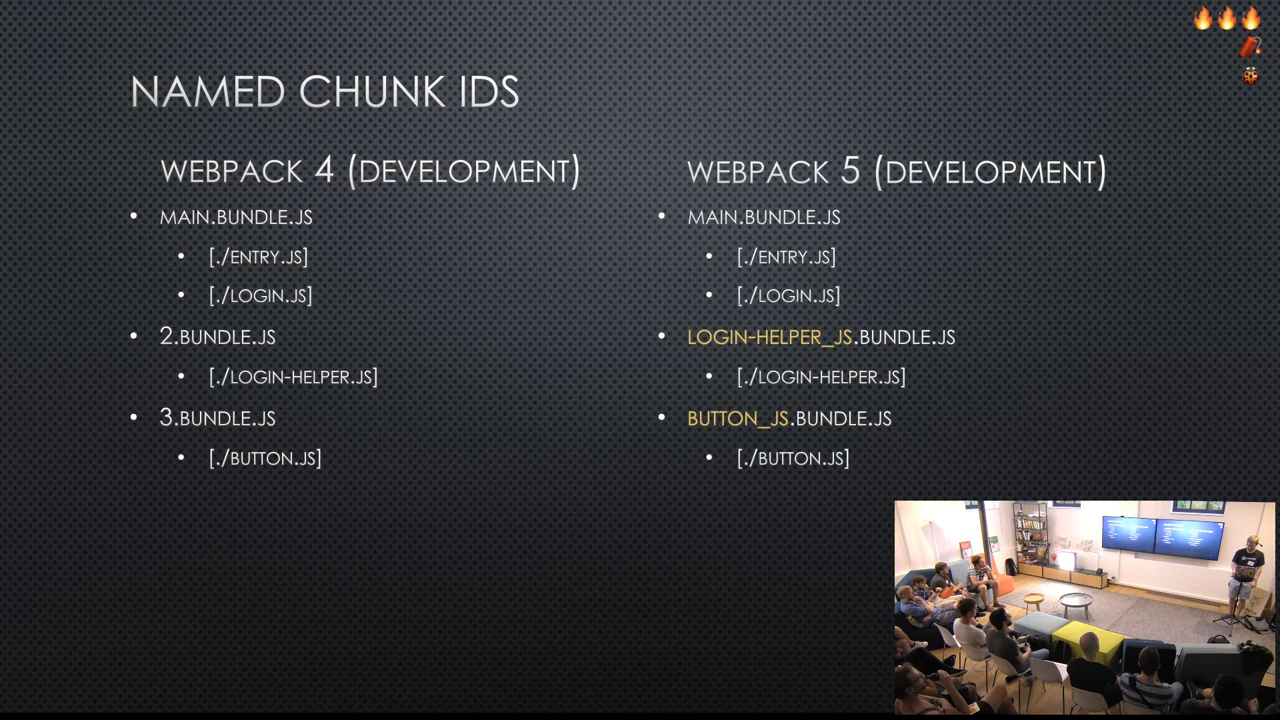 NAMED CHUNK IDS
WEBPACK 4 (DEVELOPMENT)
• MAIN.BUNDLE.JS
• [./ENTRY.JS]
• [./LOGIN.JS]
• 2.BUNDLE.JS
• [./LOGIN-HELPER.JS]
• 3.BUNDLE.JS
• [./BUTTON.JS]
WEBPACK 5 (DEVELOPMENT)
• MAIN.BUNDLE.JS
• [./ENTRY.JS]
• [./LOGIN.JS]
• LOGIN-HELPER_JS.BUNDLE.JS
• [./LOGIN-HELPER.JS]
• BUTTON_JS.BUNDLE.JS
• [./BUTTON.JS]